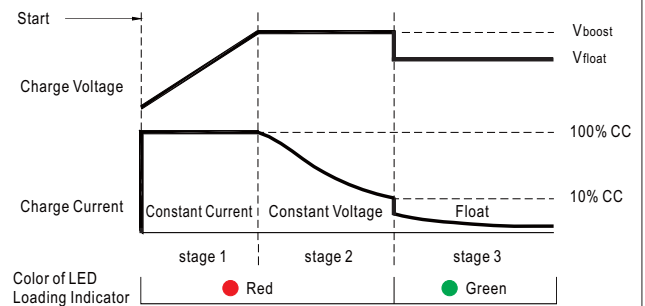 Start
Vboost
Vfloat
Charge Voltage
100% CC
10% CC
Charge Current
Constant Current
Constant Voltage
Float
stage 1
stage 2
stage 3
Color of LED
Loading Indicator
Red
Green